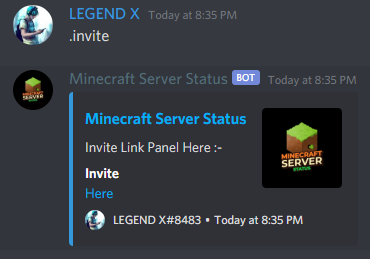 LEGEND X Today at 8:35 PM
.invite
Minecraft Server Status BOT Today at 8:35 PM
Minecraft Server Status
Invite Link Panel Here :-
MINECRAFT
SERVER
STATUS
Invite
Here
LEGEND X#8483 • Today at 8:35 PM